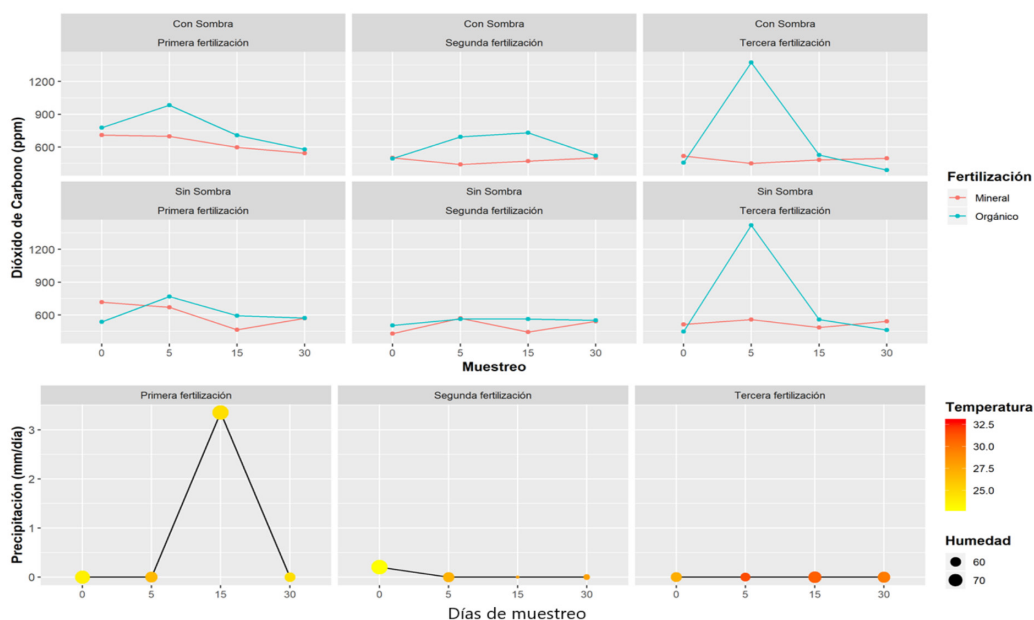 Con Sombra Con Sombra Con Sombra
Primera fertilización Segunda fertilización Tercera fertilización
Dióxido de Carbono (ppm)
1200
900
600
Sin Sombra Sin Sombra Sin Sombra
Primera fertilización Segunda fertilización Tercera fertilización
1200
900
600
0 5 15 30 0 5 15 30 0 5 15 30
Muestreo
Fertilización
Mineral
Orgánico
Primera fertilización Segunda fertilización Tercera fertilización
Precipitación (mm/día)
3
2
1
0
0 5 15 30 0 5 15 30 0 5 15 30
Días de muestreo
Temperatura
32.5
30.0
27.5
25.0
Humedad
60
70